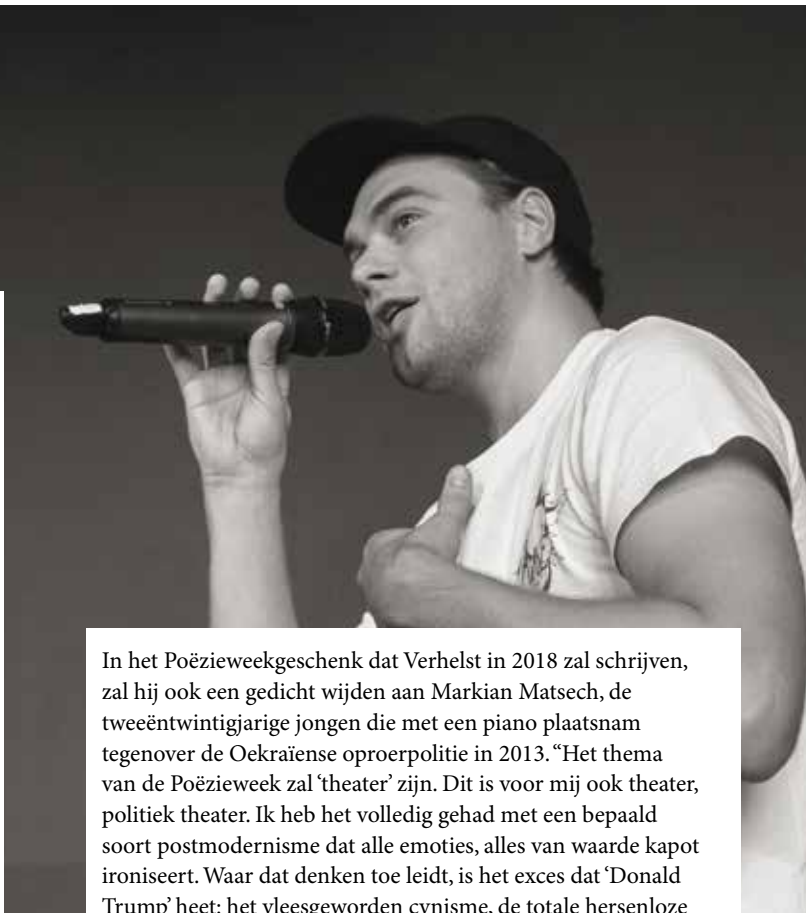 In het Poëzieweekgeschenk dat Verhelst in 2018 zal schrijven,
zal hij ook een gedicht wijden aan Markian Matsech, de
tweeëntwintigjarige jongen die met een piano plaatsnam
tegenover de Oekraïense oproerpolitie in 2013. “Het thema
van de Poëzieweek zal ‘theater’ zijn. Dit is voor mij ook theater,
politiek theater. Ik heb het volledig gehad met een bepaald
soort postmodernisme dat alle emoties, alles van waarde kapot
ironiseert. Waar dat denken toe leidt, is het exces dat ‘Donald
Trump’ heet: het vleesgeworden cynisme, de totale hersenloze